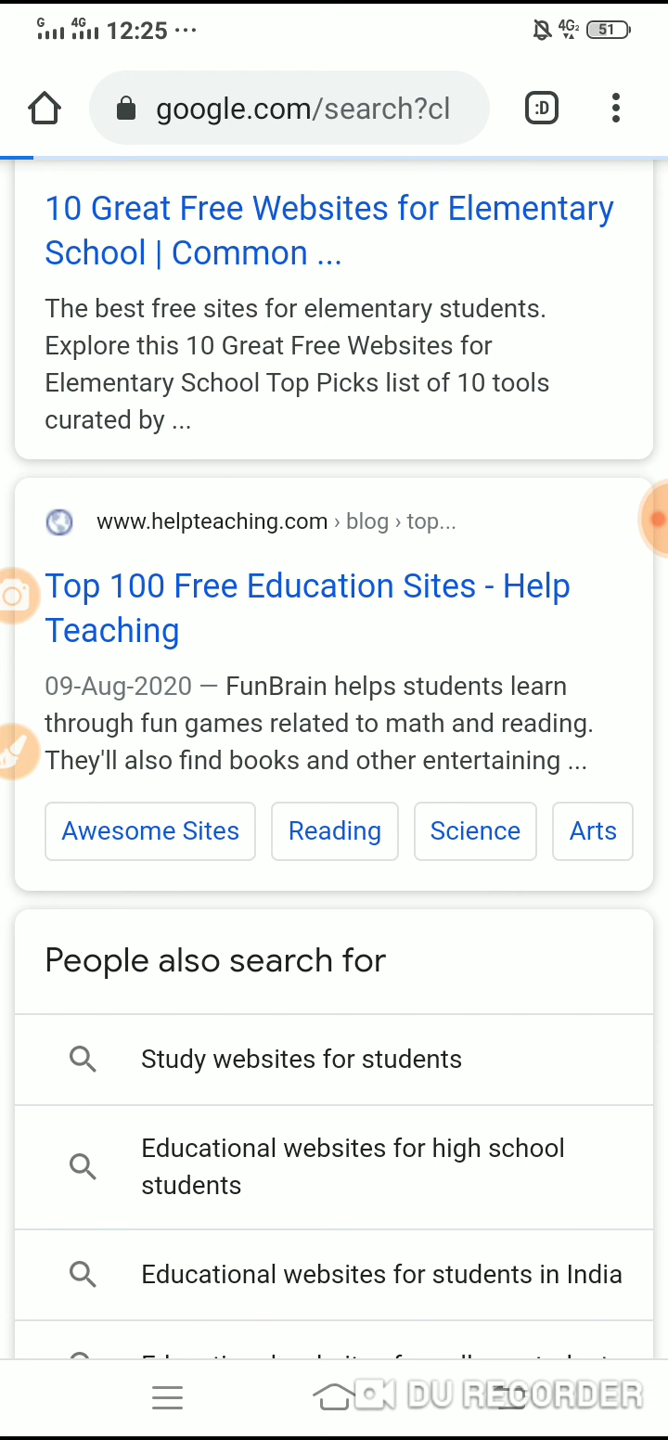 G 4G 12:25 ... 4G2 51
google.com/search?cl :D
10 Great Free Websites for Elementary
School | Common ...
The best free sites for elementary students.
Explore this 10 Great Free Websites for
Elementary School Top Picks list of 10 tools
curated by ...
www.helpteaching.com › blog › top...
Top 100 Free Education Sites - Help
Teaching
09-Aug-2020 — FunBrain helps students learn
through fun games related to math and reading.
They'll also find books and other entertaining ...
Awesome Sites Reading Science Arts
People also search for
Study websites for students
Educational websites for high school
students
Educational websites for students in India
DU RECORDER